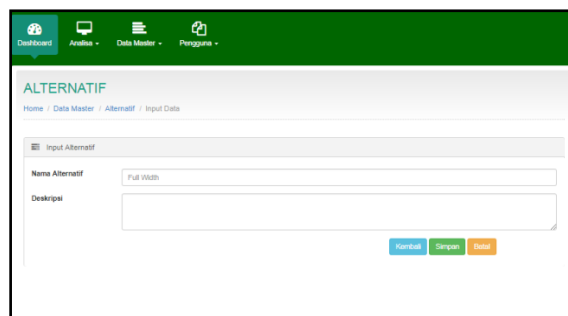 Dashboard Analisa Data Master Pengguna
ALTERNATIF
Home / Data Master / Alternatif / Input Data
Input Alternatif
Nama Alternatif Full Width
Deskripsi
Kembali Simpan Batal